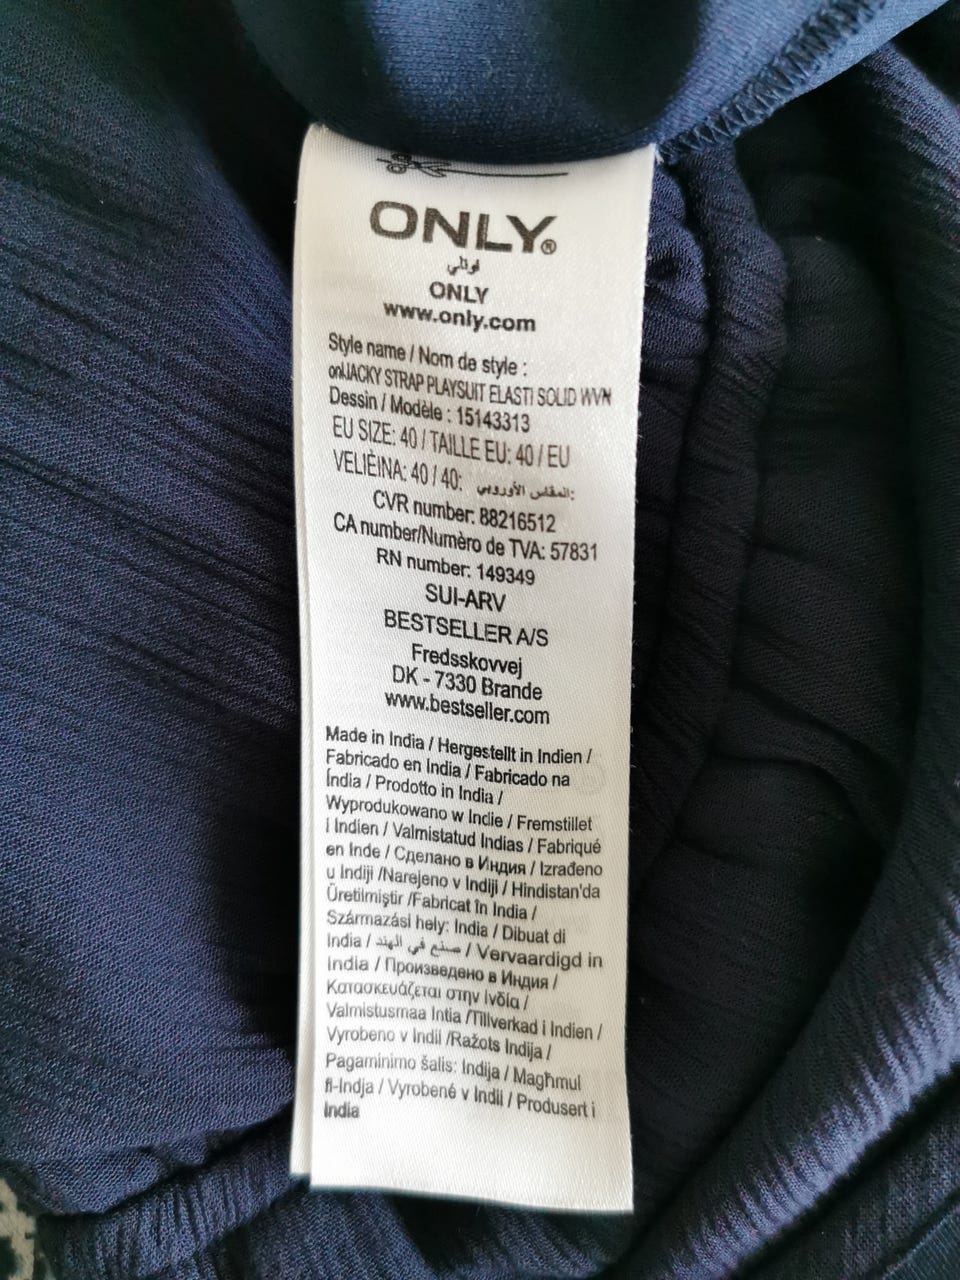 ONLY®
اونلي
ONLY
www.only.com
Style name / Nom de style :
onlJACKY STRAP PLAYSUIT ELASTI SOLID WVN
Dessin / Modèle : 15143313
EU SIZE: 40 / TAILLE EU: 40 / EU
VELIĖINA: 40 / 40: المقاس الأوروبي:
CVR number: 88216512
CA number/Numèro de TVA: 57831
RN number: 149349
SUI-ARV
BESTSELLER A/S
Fredsskovvej
DK - 7330 Brande
www.bestseller.com
Made in India / Hergestellt in Indien /
Fabricado en India / Fabricado na
Índia / Prodotto in India /
Wyprodukowano w Indie / Fremstillet
i Indien / Valmistatud Indias / Fabriqué
en Inde / Сделано в Индия / Izrađeno
u Indiji /Narejeno v Indiji / Hindistan'da
Üretilmiştir /Fabricat în India /
Származási hely: India / Dibuat di
India / صنع في الهند / Vervaardigd in
India / Произведено в Индия /
Κατασκευάζεται στην Ινδία /
Valmistusmaa Intia /Tillverkad i Indien /
Vyrobeno v Indii /Ražots Indija /
Pagaminimo šalis: Indija / Magħmul
fl-Indja / Vyrobené v Indii / Produsert i
India